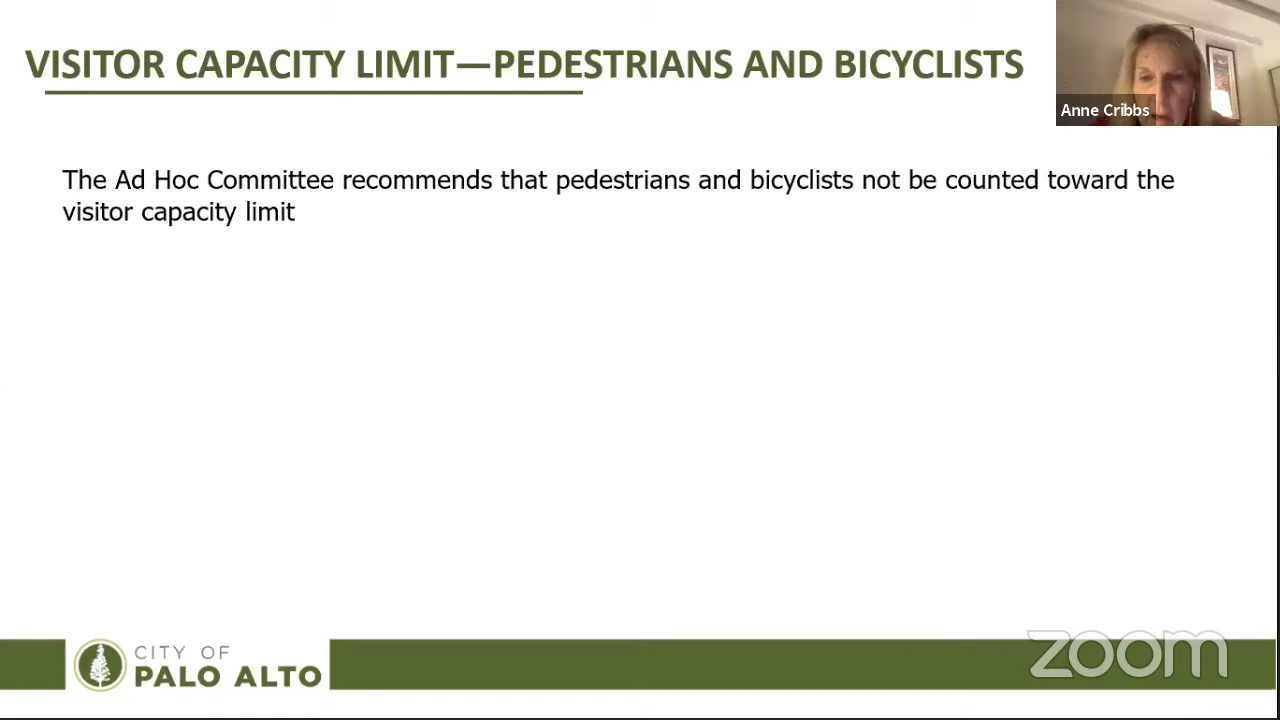 VISITOR CAPACITY LIMIT—PEDESTRIANS AND BICYCLISTS
Anne Cribbs
The Ad Hoc Committee recommends that pedestrians and bicyclists not be counted toward the
visitor capacity limit
CITY OF
PALO ALTO
zoom